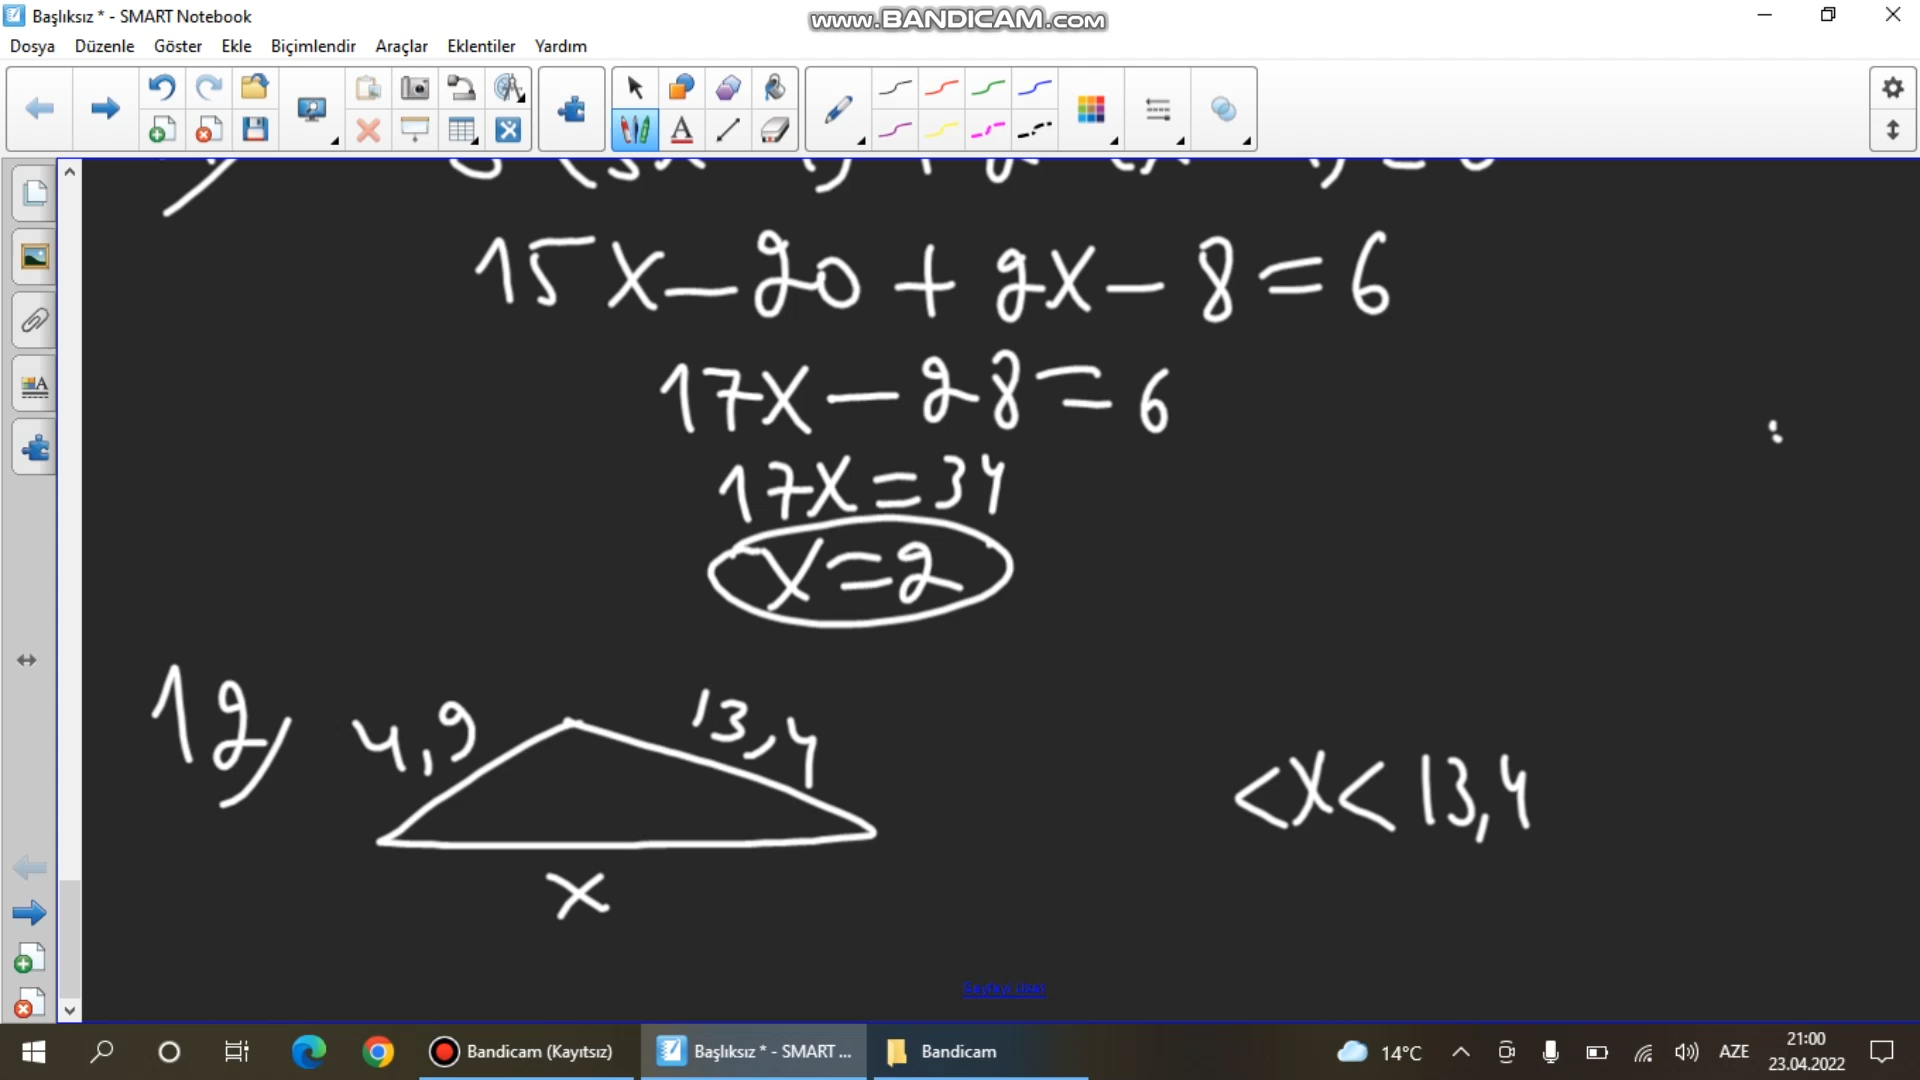 Başlıksız * - SMART Notebook
www.BANDICAM.com
Dosya Düzenle Göster Ekle Biçimlendir Araçlar Eklentiler Yardım
15x-20+2x-8=6
17x-28=6
17x=34
x=2
12)
4,9
13,4
x
<x<13,4
Sayfayı Uzat
Bandicam (Kayıtsız)
Başlıksız * - SMART ...
Bandicam
14°C
AZE
21:00
23.04.2022